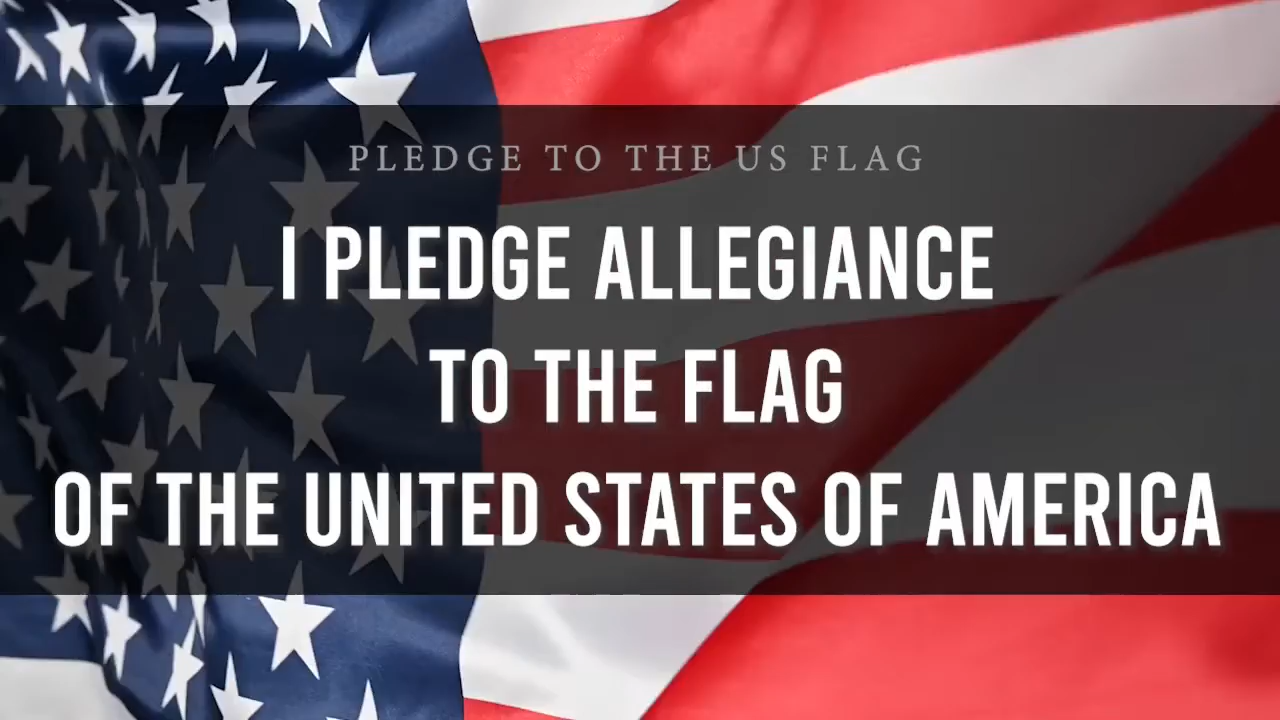 PLEDGE TO THE US FLAG
I PLEDGE ALLEGIANCE
TO THE FLAG
OF THE UNITED STATES OF AMERICA